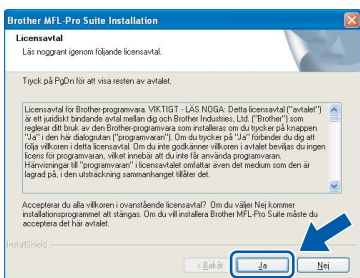 Brother MFL-Pro Suite Installation
Licensavtal
Läs noggrant igenom följande licensavtal.
Tryck på PgDn för att visa resten av avtalet.
Licensavtal för Brother-programvara. VIKTIGT - LÄS NOGA: Detta licensavtal ("avtalet")
är ett juridiskt bindande avtal mellan dig och Brother Industries, Ltd. ("Brother") som
reglerar ditt bruk av den Brother-programvara som installeras om du trycker på knappen
"Ja" i den här dialogrutan ("programvaran"). Om du trycker på "Ja" förbinder du dig att
följa villkoren i detta licensavtal. Om du inte godkänner villkoren i avtalet beviljas du ingen
licens för programvaran, vilket innebär att du inte får använda programvaran.
Hänvisningar till "programvaran" i licensavtalet omfattar även det medium som den är
lagrad på, i den utsträckning sammanhanget tillåter det.
Accepterar du alla villkoren i ovanstående licensavtal? Om du väljer Nej kommer
installationsprogrammet att stängas. Om du vill installera Brother MFL-Pro Suite måste du
acceptera det här avtalet.
InstallShield
< Bakåt Ja Nej